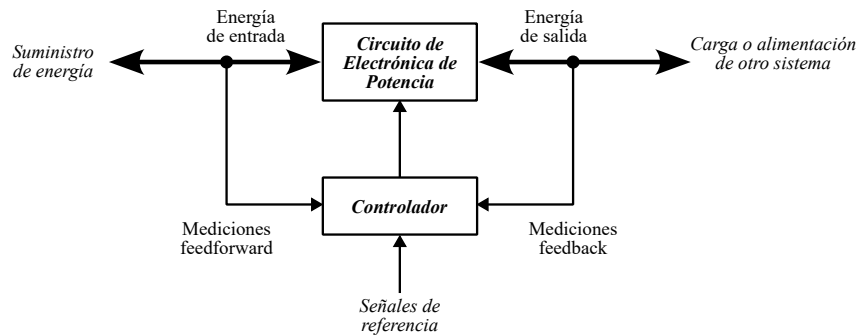 Energía
de entrada
Energía
de salida
Suministro
de energía
Circuito de
Electrónica de
Potencia
Carga o alimentación
de otro sistema
Controlador
Mediciones
feedforward
Mediciones
feedback
Señales de
referencia